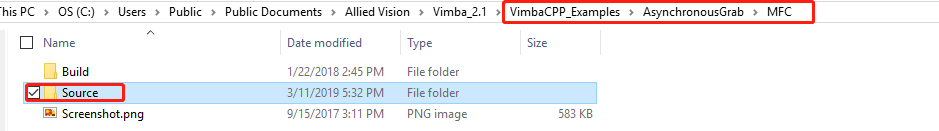 This PC > OS (C:) > Users > Public > Public Documents > Allied Vision > Vimba_2.1 > VimbaCPP_Examples > AsynchronousGrab > MFC
Name Date modified Type Size
Build 1/22/2018 2:45 PM File folder
Source 3/11/2019 5:32 PM File folder
Screenshot.png 9/15/2017 3:11 PM PNG image 583 KB